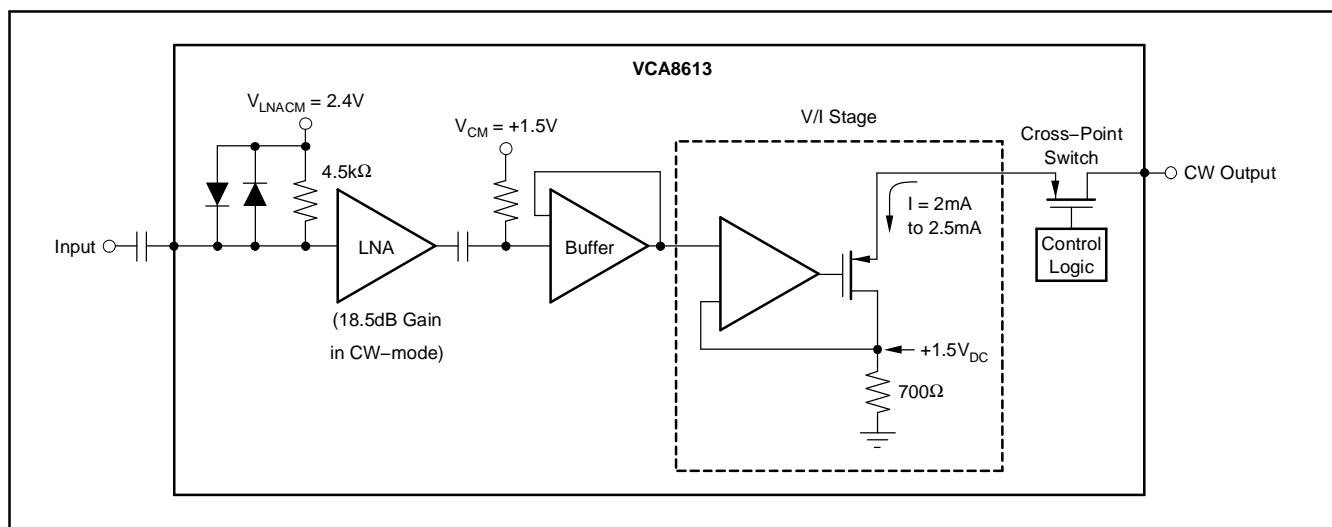 VCA8613
V_LNACM = 2.4V
V_CM = +1.5V
V/I Stage
Cross−Point
Switch
4.5kΩ
CW Output
I = 2mA
to 2.5mA
Input
LNA
Buffer
Control
Logic
(18.5dB Gain
in CW−mode)
+1.5V_DC
700Ω